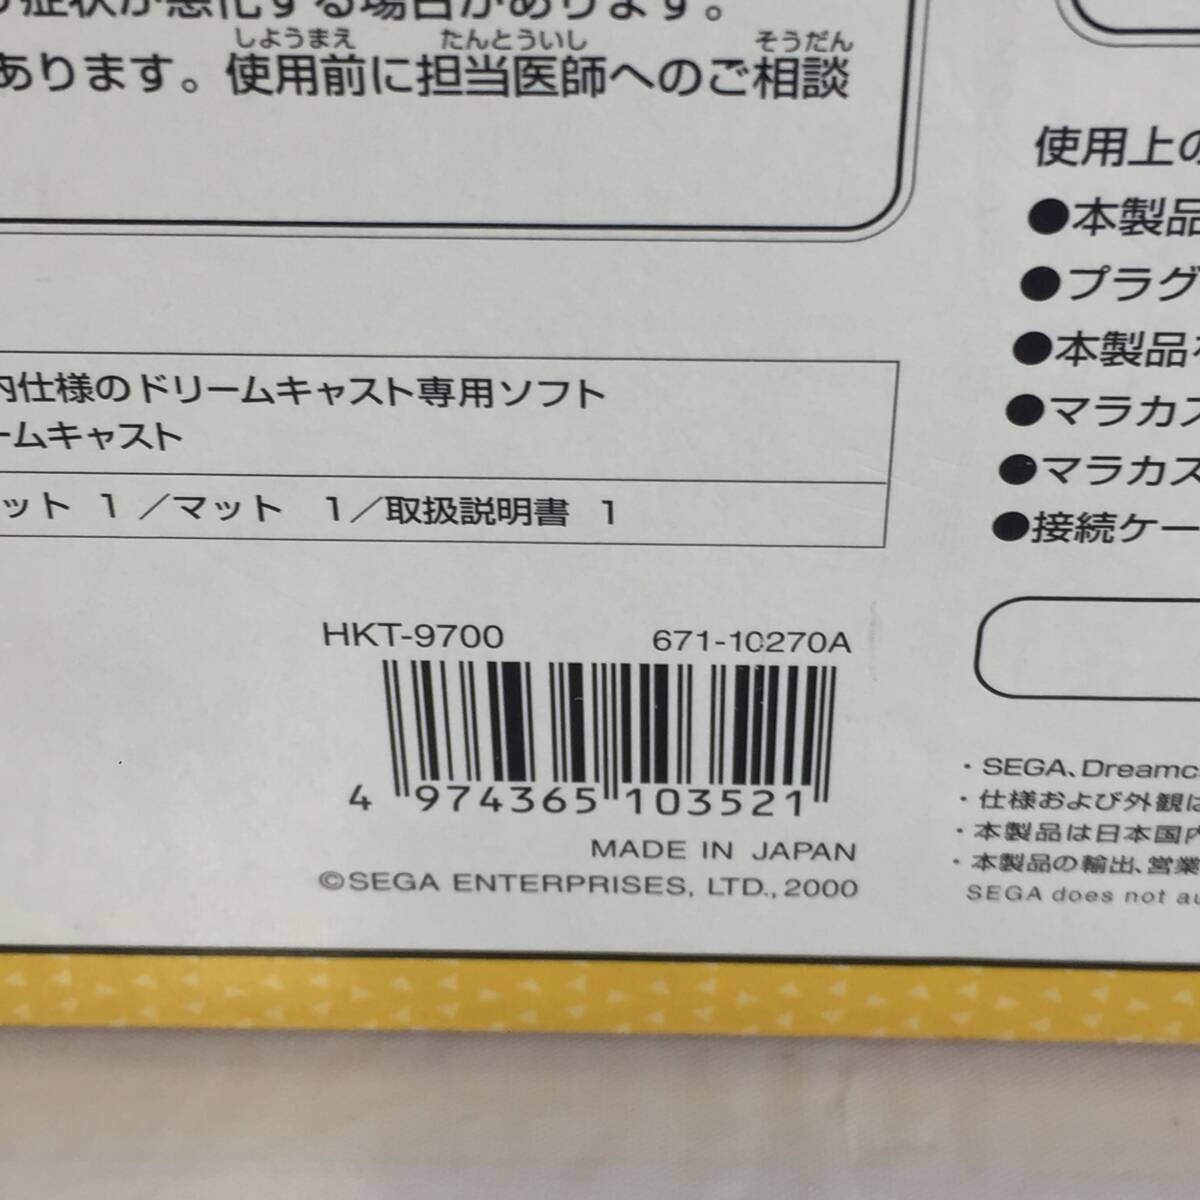 症状が悪化する場合があります。
あります。使用前に担当医師へのご相談
しようまえ たんとういし そうだん
内仕様のドリームキャスト専用ソフト
ームキャスト
ット 1 /マット 1/取扱説明書 1
HKT-9700 671-10270A
4 974365 103521
MADE IN JAPAN
©SEGA ENTERPRISES, LTD., 2000
使用上の
●本製品
●プラグ
●本製品
●マラカス
●マラカス
●接続ケー
・SEGA、Dreamc
・仕様および外観は
・本製品は日本国内
・本製品の輸出、営業
SEGA does not au